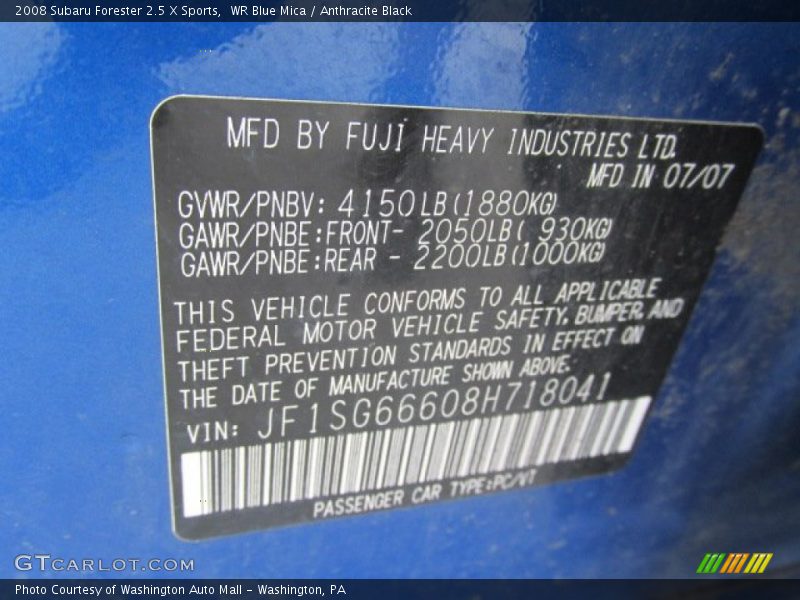 2008 Subaru Forester 2.5 X Sports,  WR Blue Mica / Anthracite Black
MFD BY FUJI HEAVY INDUSTRIES LTD.
MFD IN 07/07
GVWR/PNBV: 4150LB(1880KG)
GAWR/PNBE:FRONT- 2050LB( 930KG)
GAWR/PNBE:REAR - 2200LB(1000KG)
THIS VEHICLE CONFORMS TO ALL APPLICABLE
FEDERAL MOTOR VEHICLE SAFETY, BUMPER, AND
THEFT PREVENTION STANDARDS IN EFFECT ON
THE DATE OF MANUFACTURE SHOWN ABOVE.
VIN: JF1SG66608H718041
PASSENGER CAR TYPE:PC/VT
GTCARLOT.COM
Photo Courtesy of Washington Auto Mall - Washington, PA